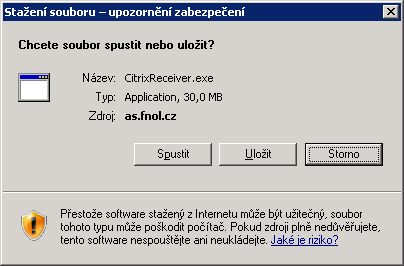 Stažení souboru – upozornění zabezpečení
Chcete soubor spustit nebo uložit?
Název: CitrixReceiver.exe
Typ: Application, 30,0 MB
Zdroj: as.fnol.cz
Spustit Uložit Storno
Přestože software stažený z Internetu může být užitečný, soubor
tohoto typu může poškodit počítač. Pokud zdroji plně nedůvěřujete,
tento software nespouštějte ani neukládejte. Jaké je riziko?